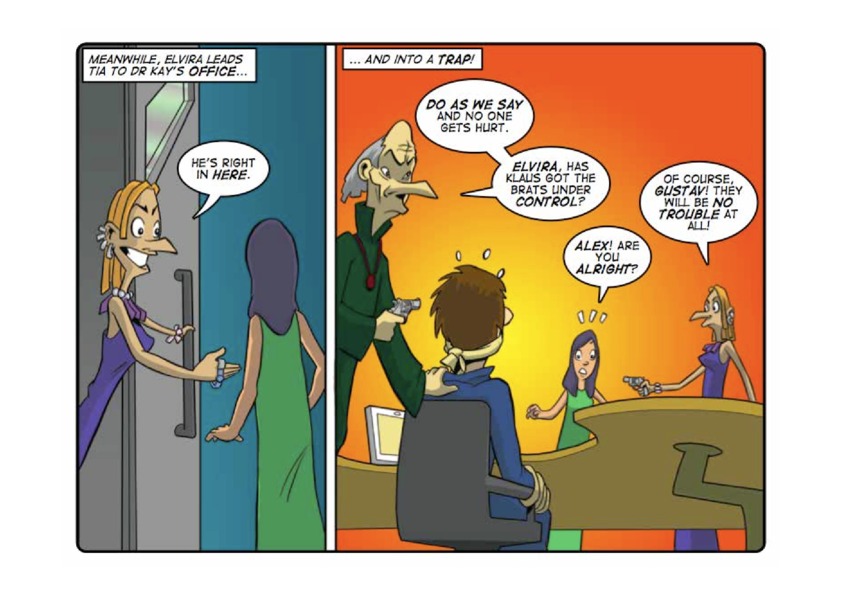 MEANWHILE, ELVIRA LEADS
TIA TO DR KAY'S OFFICE...
HE'S RIGHT
IN HERE.
... AND INTO A TRAP!
DO AS WE SAY
AND NO ONE
GETS HURT.
ELVIRA, HAS
KLAUS GOT THE
BRATS UNDER
CONTROL?
ALEX! ARE
YOU
ALRIGHT?
OF COURSE,
GUSTAV! THEY
WILL BE NO
TROUBLE AT
ALL!